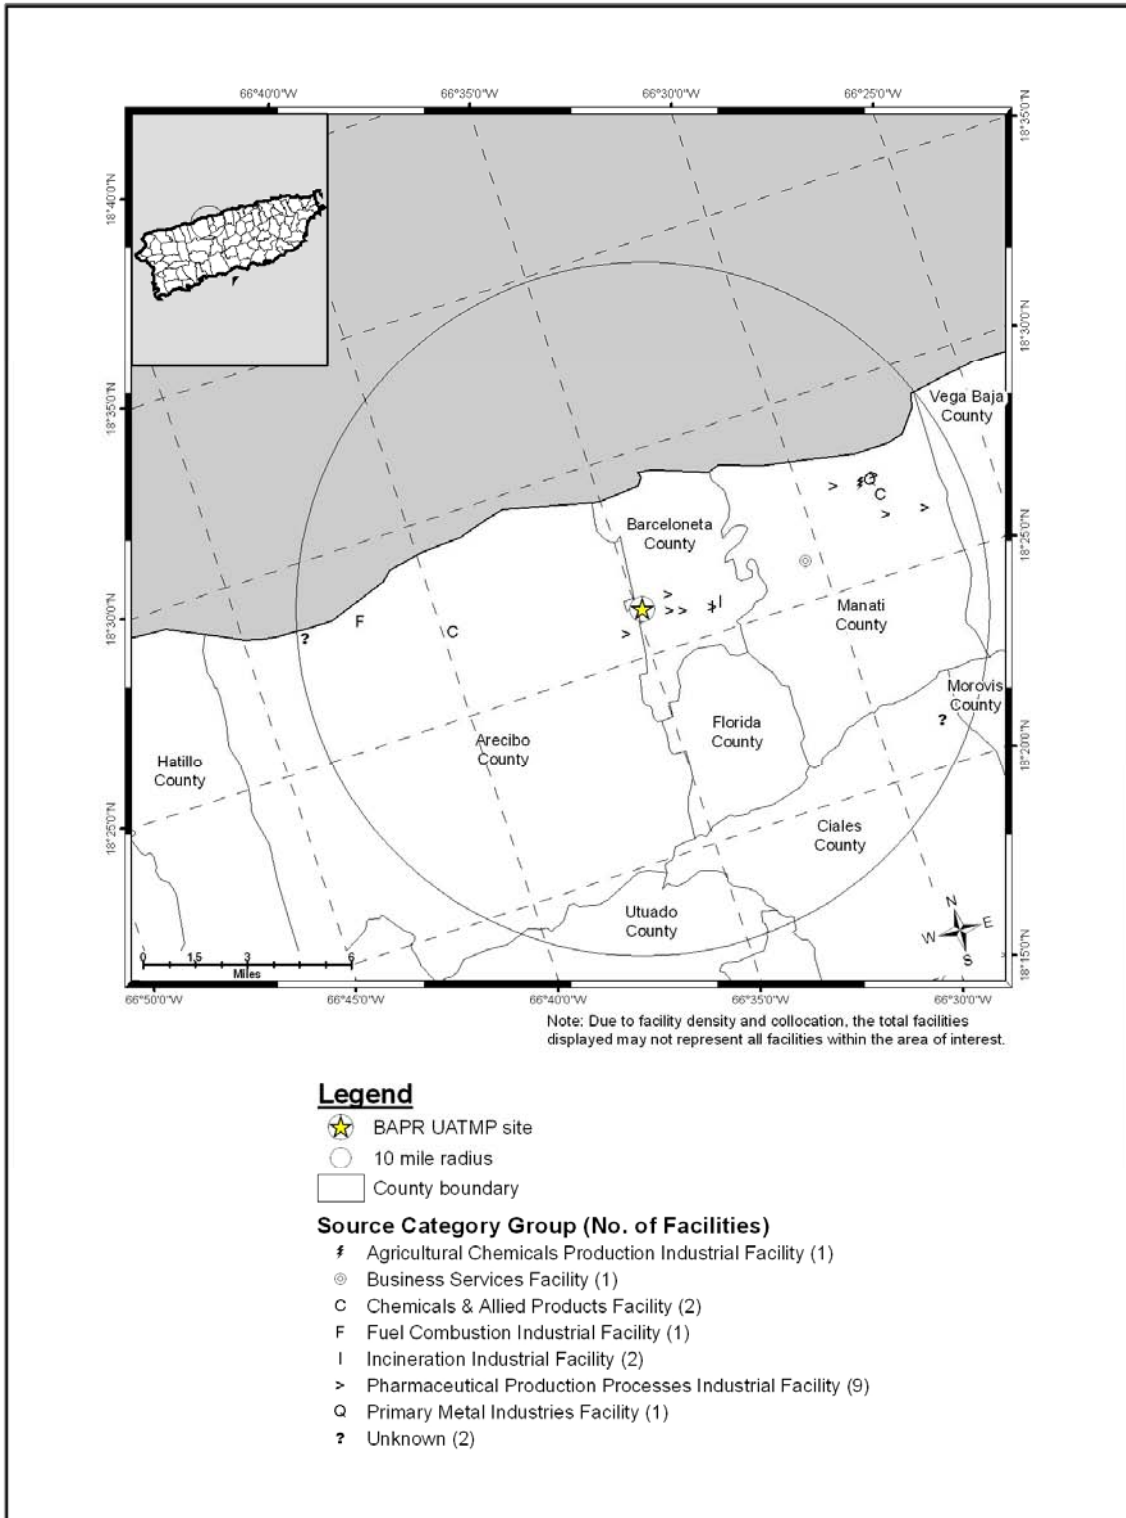 66°40'0"W 66°35'0"W 66°30'0"W 66°25'0"W
18°35'0"N
18°40'0"N
18°30'0"N
18°35'0"N
Vega Baja
County
Q
C
18°25'0"N
Barceloneta
County
I
Manati
County
18°30'0"N
F
C
?
Morovis
County
?
Florida
County
18°20'0"N
Arecibo
County
Hatillo
County
18°25'0"N
Ciales
County
Utuado
County
N
W E
S
0 1.5 3 6
Miles
18°15'0"N
66°50'0"W 66°45'0"W 66°40'0"W 66°35'0"W 66°30'0"W
Note: Due to facility density and collocation, the total facilities
displayed may not represent all facilities within the area of interest.
Legend
BAPR UATMP site
10 mile radius
County boundary
Source Category Group (No. of Facilities)
Agricultural Chemicals Production Industrial Facility (1)
Business Services Facility (1)
C Chemicals & Allied Products Facility (2)
F Fuel Combustion Industrial Facility (1)
I Incineration Industrial Facility (2)
> Pharmaceutical Production Processes Industrial Facility (9)
Q Primary Metal Industries Facility (1)
? Unknown (2)